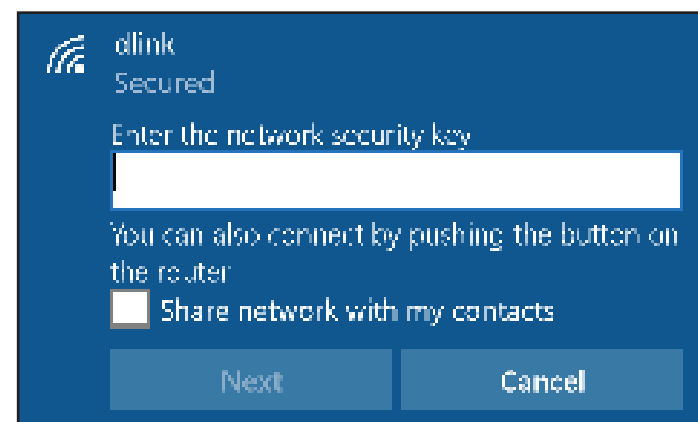 dlink
Secured
Enter the network security key
You can also connect by pushing the button on
the router
Share network with my contacts
Next
Cancel